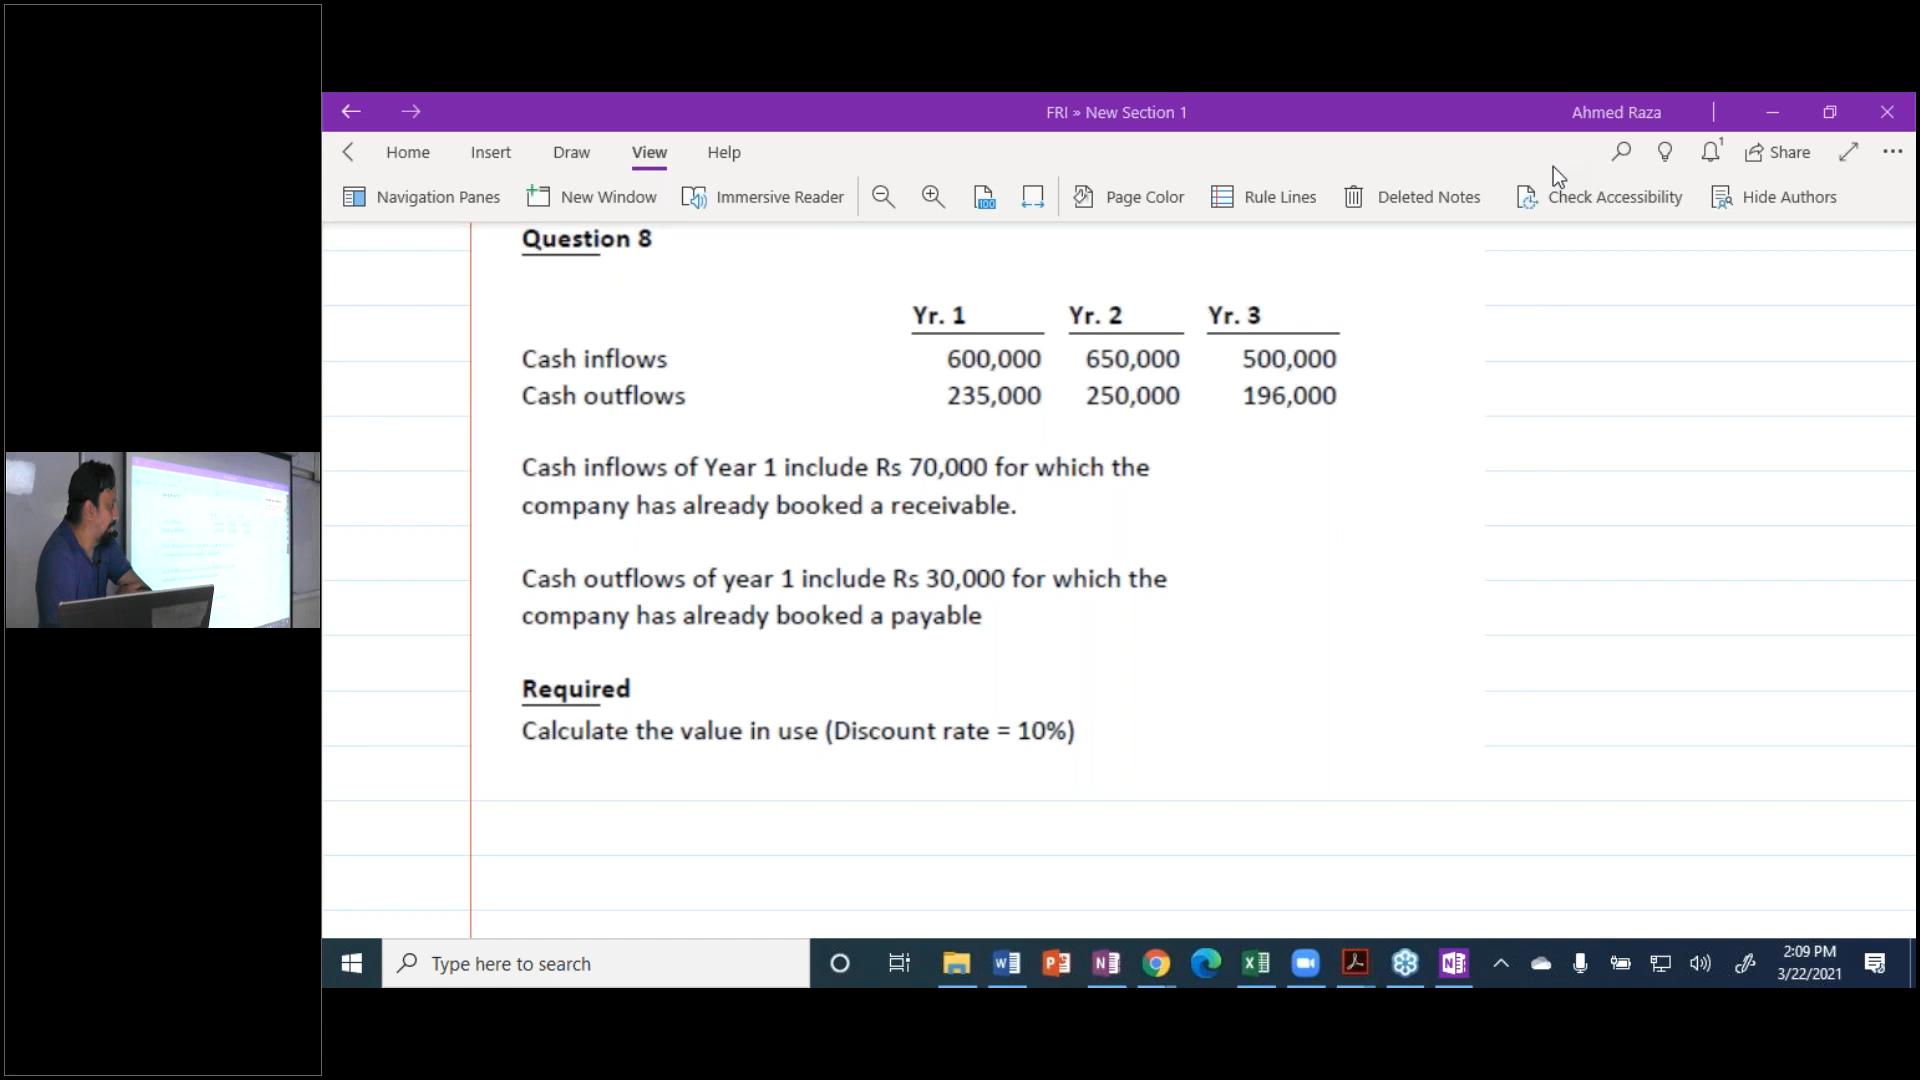 FRI » New Section 1
Ahmed Raza
Home Insert Draw View Help
1
Share
Navigation Panes New Window Immersive Reader 100 Page Color Rule Lines Deleted Notes Check Accessibility Hide Authors
Question 8
Yr. 1 Yr. 2 Yr. 3
Cash inflows 600,000 650,000 500,000
Cash outflows 235,000 250,000 196,000
Cash inflows of Year 1 include Rs 70,000 for which the
company has already booked a receivable.
Cash outflows of year 1 include Rs 30,000 for which the
company has already booked a payable
Required
Calculate the value in use (Discount rate = 10%)
Type here to search
2:09 PM
3/22/2021